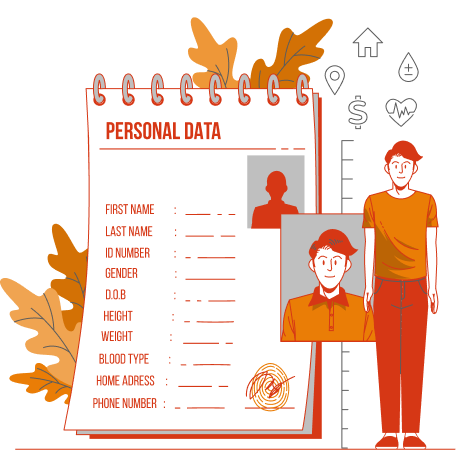 PERSONAL DATA
FIRST NAME :
LAST NAME :
ID NUMBER :
GENDER :
D.O.B :
HEIGHT :
WEIGHT :
BLOOD TYPE :
HOME ADRESS :
PHONE NUMBER :
$